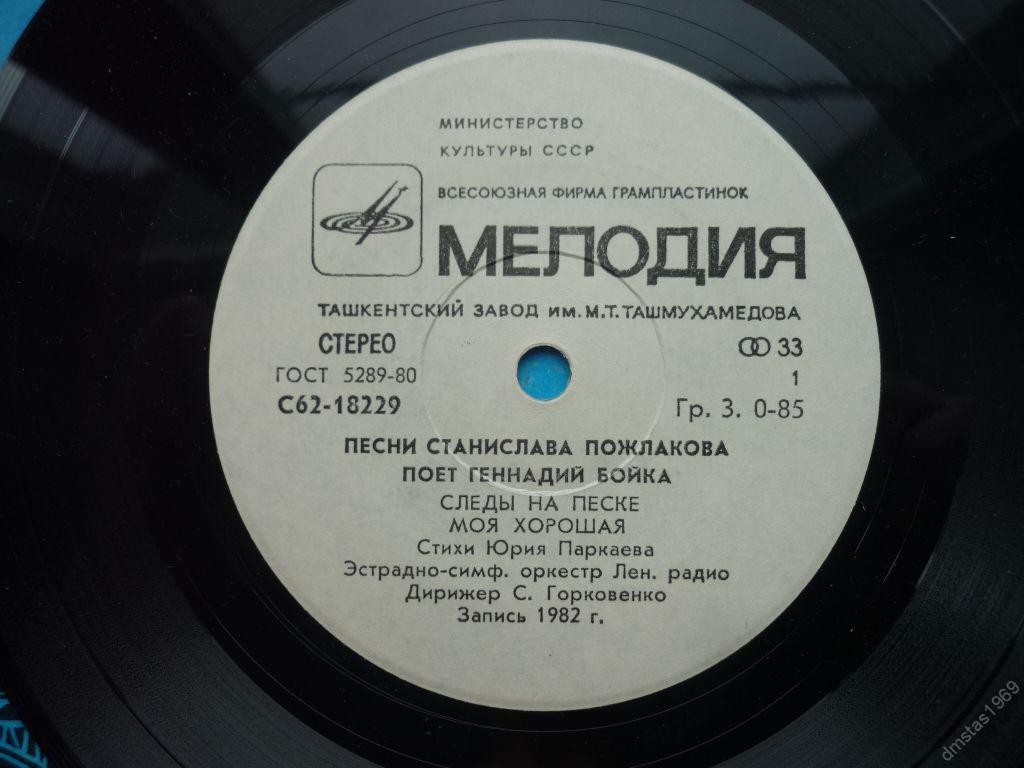 МИНИСТЕРСТВО
КУЛЬТУРЫ СССР
ВСЕСОЮЗНАЯ ФИРМА ГРАМПЛАСТИНОК
МЕЛОДИЯ
ТАШКЕНТСКИЙ ЗАВОД ИМ. М.Т.ТАШМУХАМЕДОВА
СТЕРЕО 33
ГОСТ 5289-80 1
С62-18229 Гр. 3. 0-85
ПЕСНИ СТАНИСЛАВА ПОЖЛАКОВА
ПОЕТ ГЕННАДИЙ БОЙКА
СЛЕДЫ НА ПЕСКЕ
МОЯ ХОРОШАЯ
Стихи Юрия Паркаева
Эстрадно-симф. оркестр Лен. радио
Дирижер С. Горковенко
Запись 1982 г.
dmstas1969